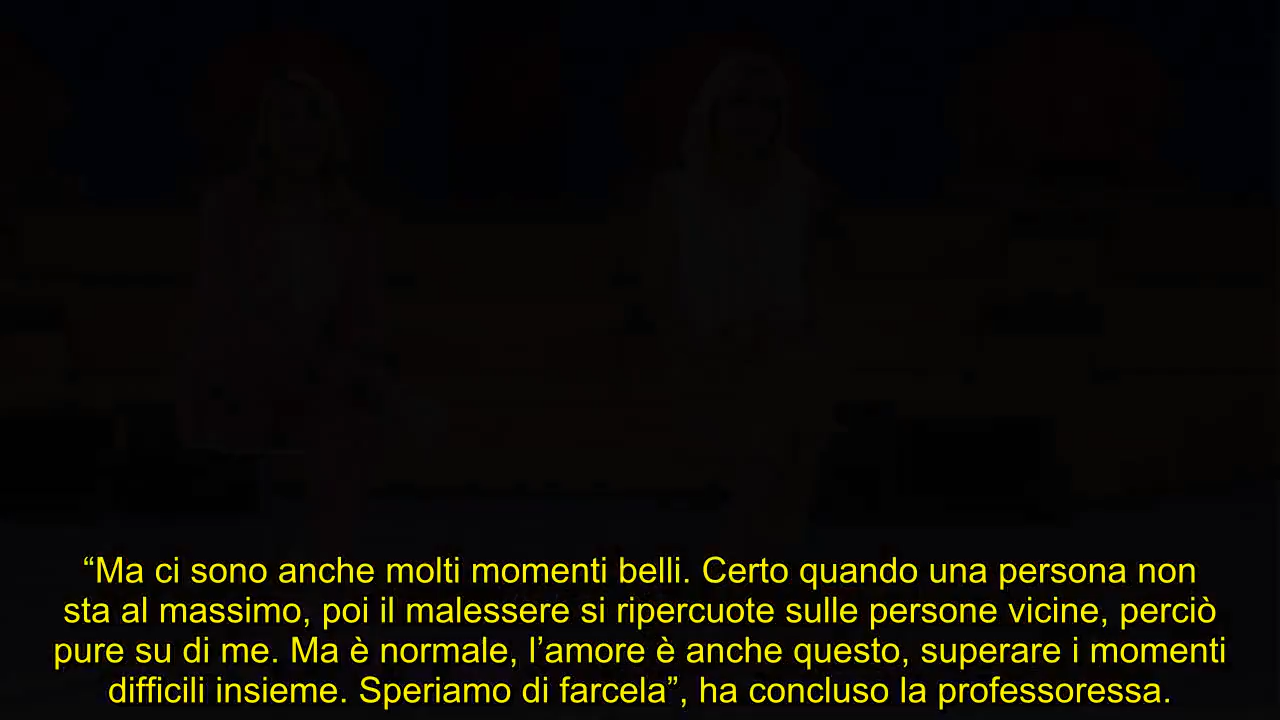 “Ma ci sono anche molti momenti belli. Certo quando una persona non
sta al massimo, poi il malessere si ripercuote sulle persone vicine, perciò
pure su di me. Ma è normale, l’amore è anche questo, superare i momenti
difficili insieme. Speriamo di farcela”, ha concluso la professoressa.